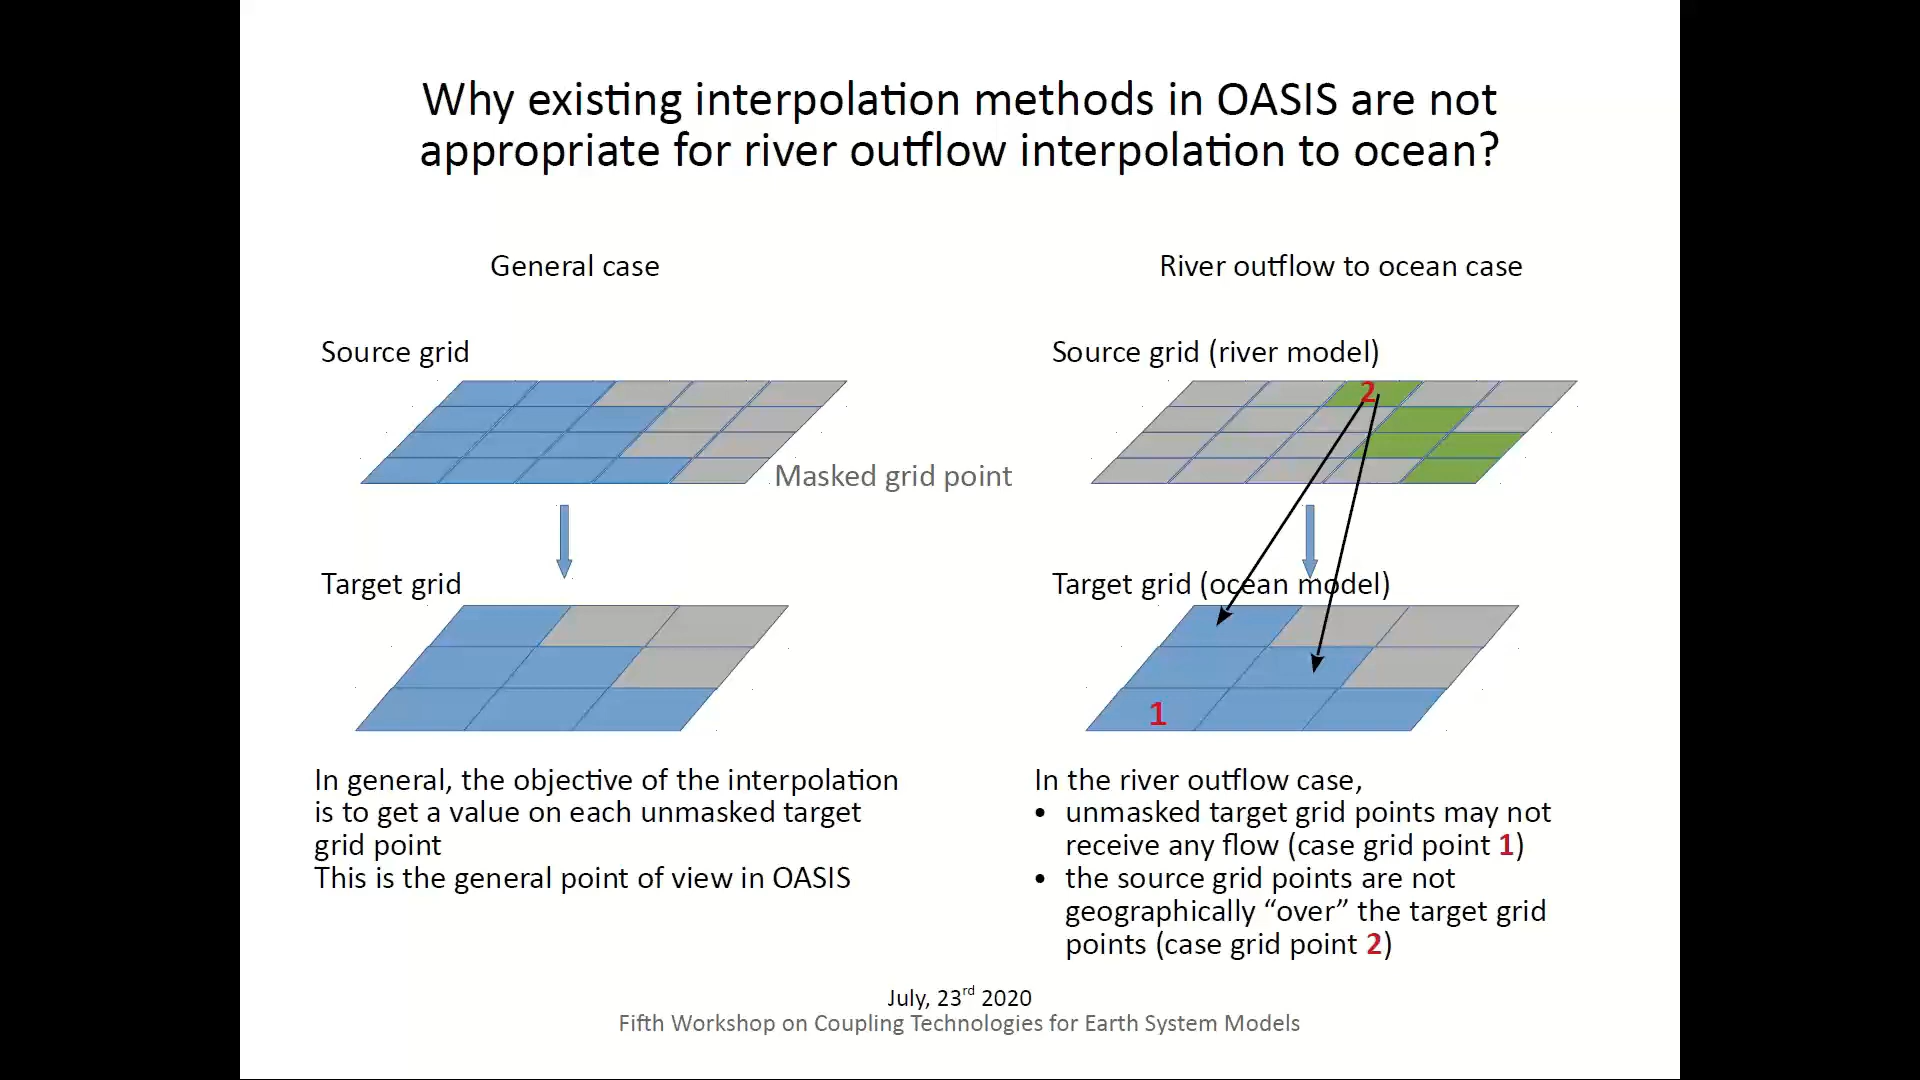 Why existing interpolation methods in OASIS are not
appropriate for river outflow interpolation to ocean?
General case
Source grid
Masked grid point
Target grid
In general, the objective of the interpolation
is to get a value on each unmasked target
grid point
This is the general point of view in OASIS
River outflow to ocean case
Source grid (river model)
2
Target grid (ocean model)
1
In the river outflow case,
• unmasked target grid points may not
receive any flow (case grid point 1)
• the source grid points are not
geographically “over” the target grid
points (case grid point 2)
July, 23rd 2020
Fifth Workshop on Coupling Technologies for Earth System Models